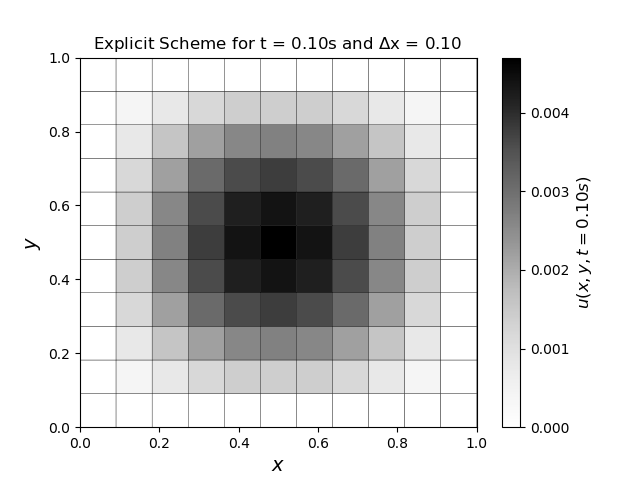 Explicit Scheme for t = 0.10s and Δx = 0.10
1.0
0.8
0.6
0.4
0.2
0.0
y
0.0 0.2 0.4 0.6 0.8 1.0
x
0.004
0.003
0.002
0.001
0.000
u(x, y, t = 0.10s)